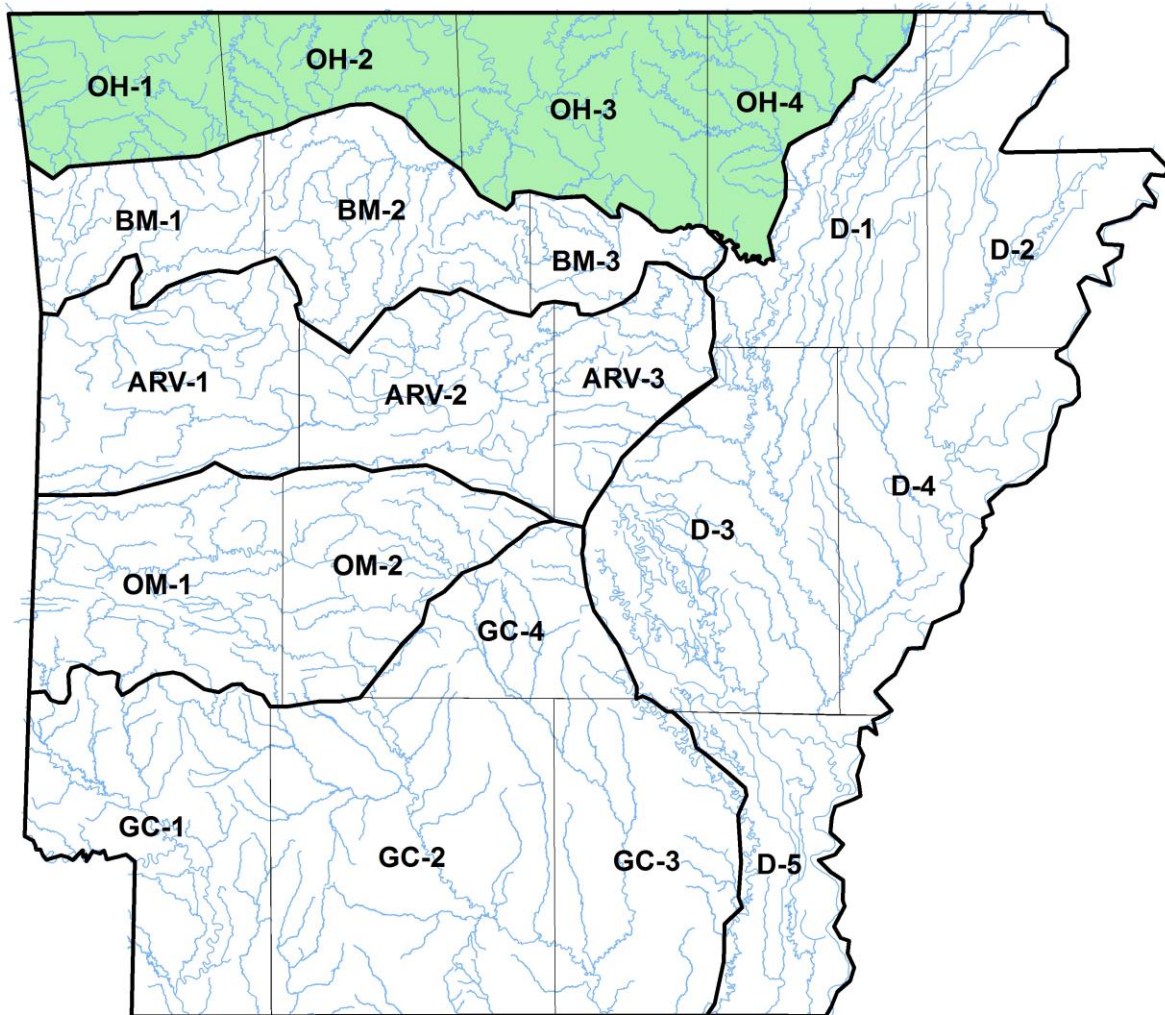 OH-1
OH-2
OH-3
OH-4
BM-1
BM-2
BM-3
D-1
D-2
ARV-1
ARV-2
ARV-3
D-3
D-4
OM-1
OM-2
GC-4
GC-1
GC-2
GC-3
D-5